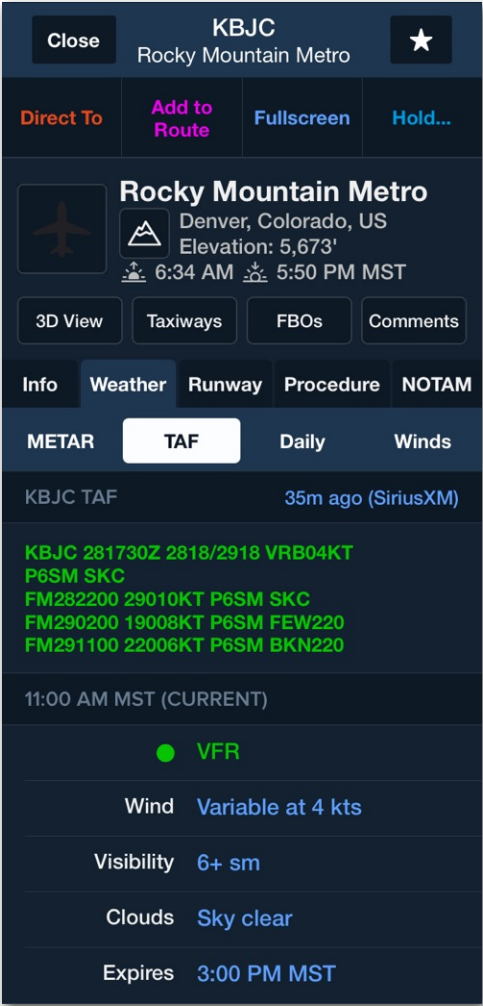 Close
KBJC
Rocky Mountain Metro
Direct To
Add to
Route
Fullscreen
Hold...
Rocky Mountain Metro
Denver, Colorado, US
Elevation: 5,673'
6:34 AM 5:50 PM MST
3D View Taxiways FBOs Comments
Info Weather Runway Procedure NOTAM
METAR TAF Daily Winds
KBJC TAF 35m ago (SiriusXM)
KBJC 281730Z 2818/2918 VRB04KT
P6SM SKC
FM282200 29010KT P6SM SKC
FM290200 19008KT P6SM FEW220
FM291100 22006KT P6SM BKN220
11:00 AM MST (CURRENT)
VFR
Wind Variable at 4 kts
Visibility 6+ sm
Clouds Sky clear
Expires 3:00 PM MST